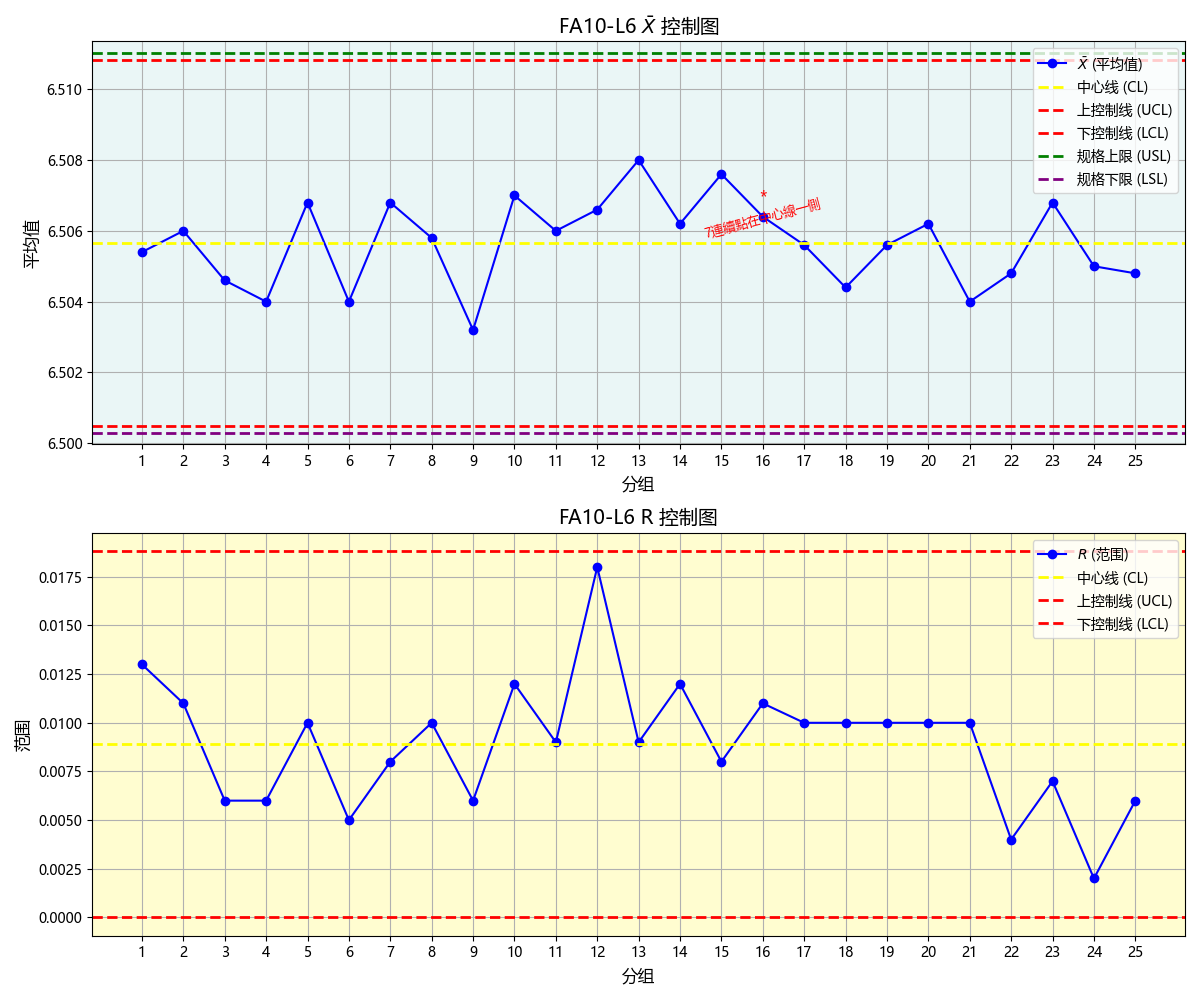 FA10-L6 X̄ 控制图
平均值
6.510
6.508
6.506
6.504
6.502
6.500
X̄ (平均值)
中心线 (CL)
上控制线 (UCL)
下控制线 (LCL)
规格上限 (USL)
规格下限 (LSL)
*
7連續點在中心線一側
1 2 3 4 5 6 7 8 9 10 11 12 13 14 15 16 17 18 19 20 21 22 23 24 25
分组
FA10-L6 R 控制图
范围
0.0175
0.0150
0.0125
0.0100
0.0075
0.0050
0.0025
0.0000
R (范围)
中心线 (CL)
上控制线 (UCL)
下控制线 (LCL)
1 2 3 4 5 6 7 8 9 10 11 12 13 14 15 16 17 18 19 20 21 22 23 24 25
分组